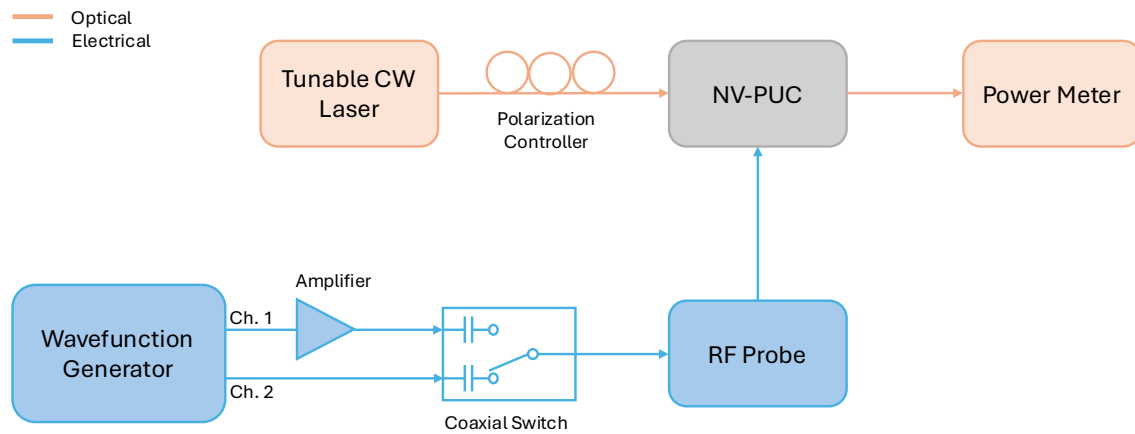 Optical
Electrical
Tunable CW
Laser
Polarization
Controller
NV-PUC
Power Meter
Amplifier
Wavefunction
Generator
Ch. 1
Ch. 2
Coaxial Switch
RF Probe